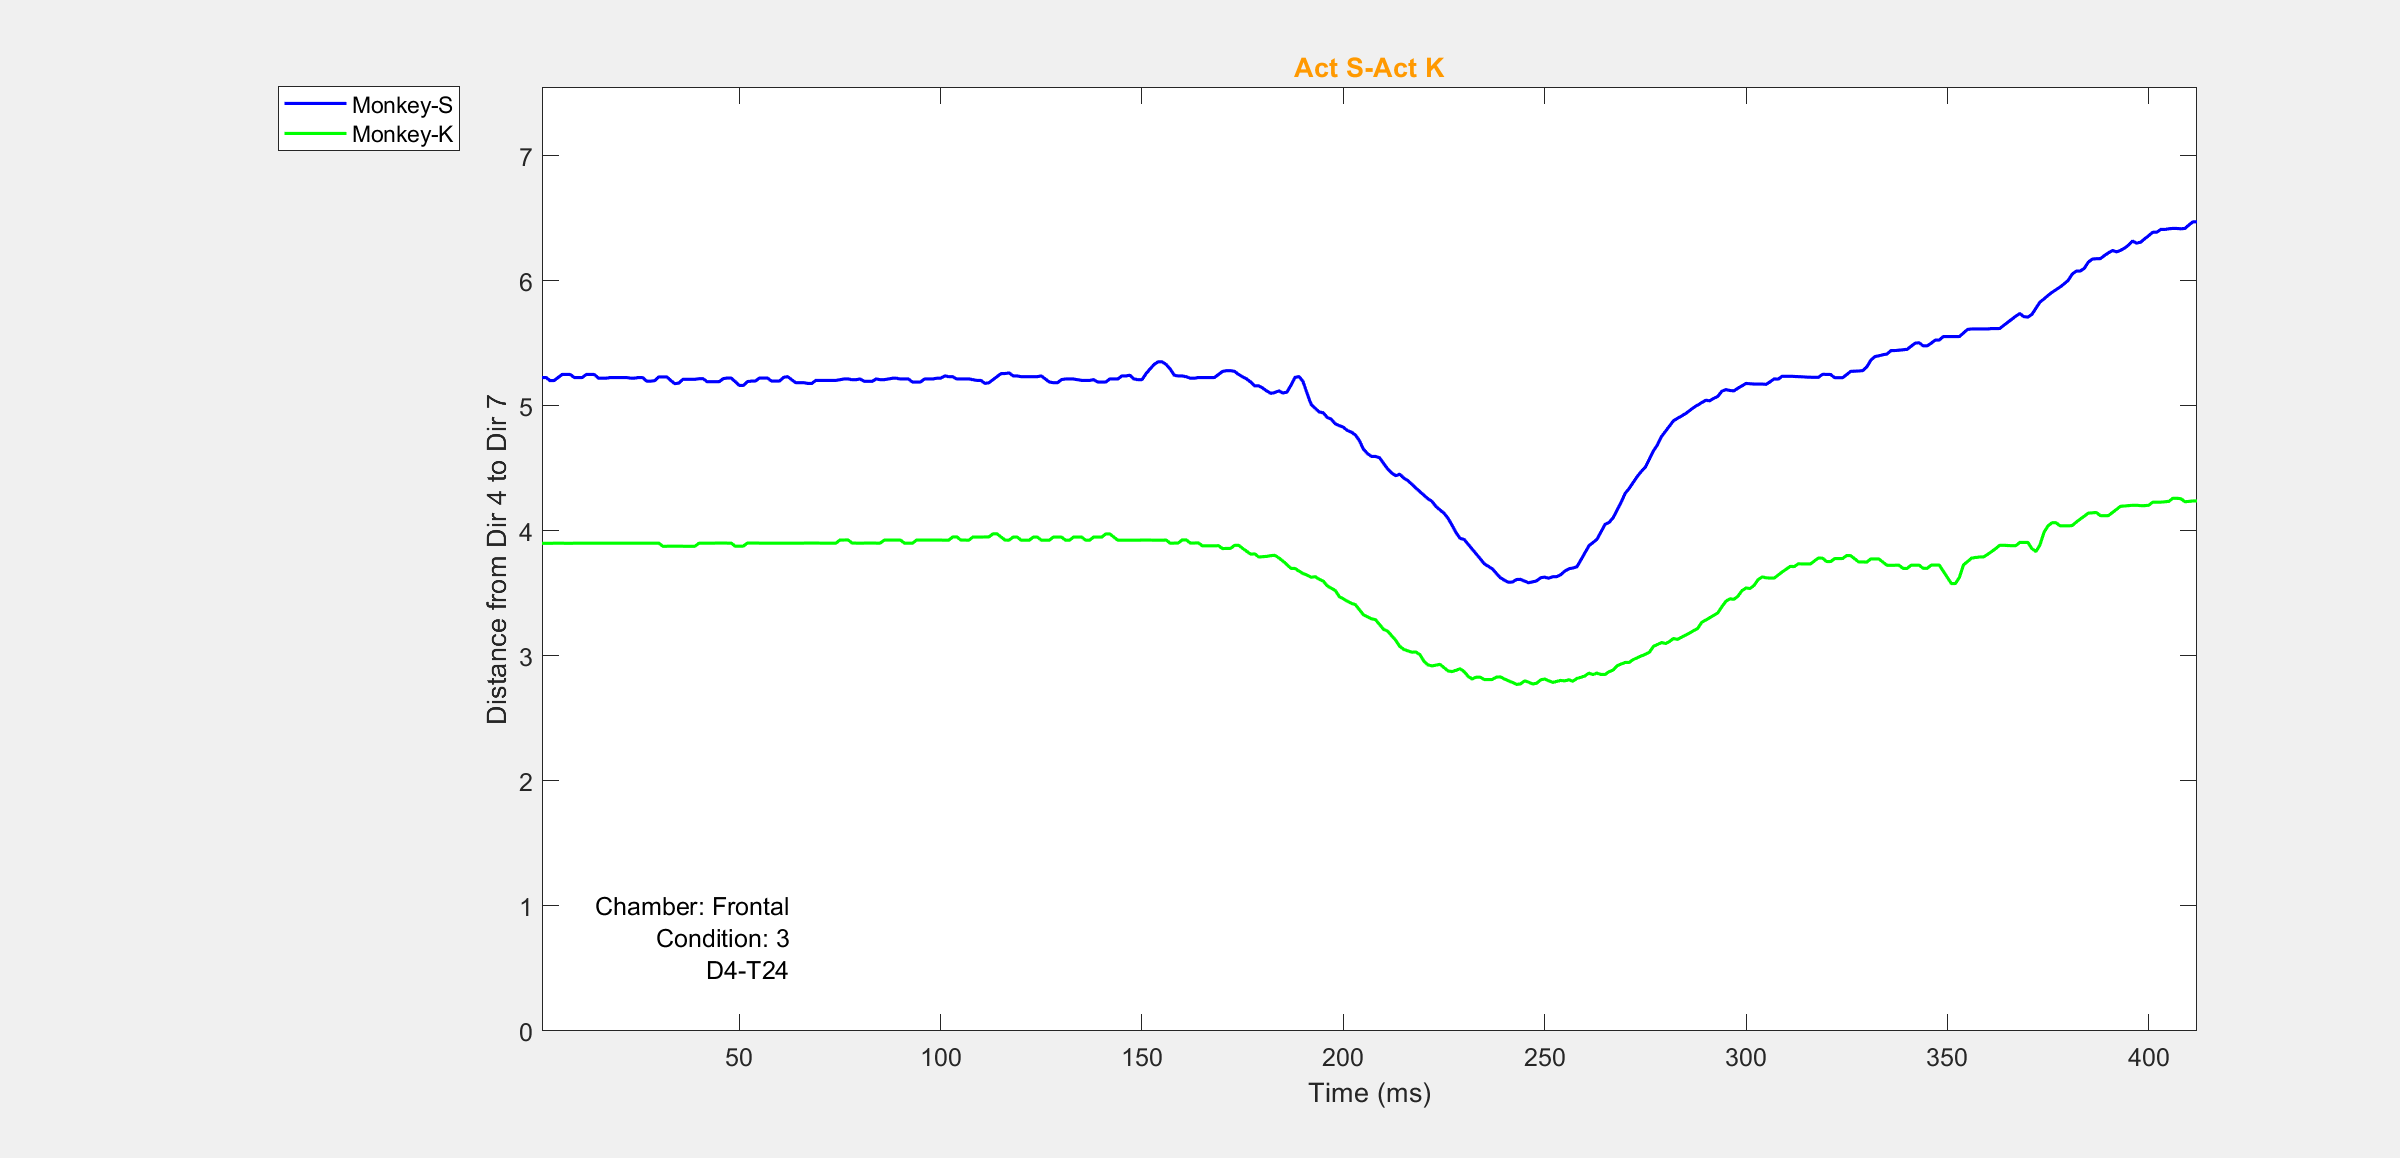 Act S-Act K
Monkey-S
Monkey-K
Distance from Dir 4 to Dir 7
7
6
5
4
3
2
1
0
Chamber: Frontal
Condition: 3
D4-T24
50 100 150 200 250 300 350 400
Time (ms)